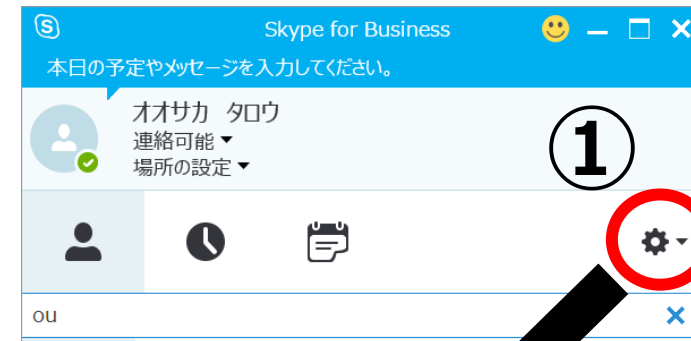 Skype for Business
本日の予定やメッセージを入力してください。
オオサカ タロウ
連絡可能
場所の設定
①
ou